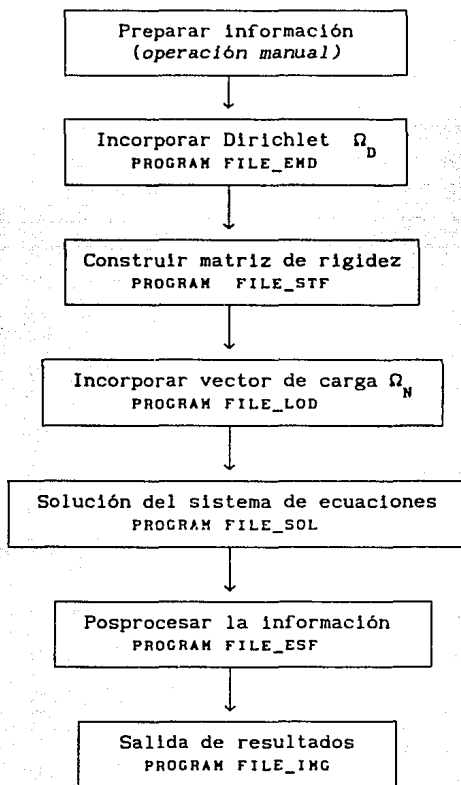 Preparar información
(operación manual)
Incorporar Dirichlet Ω_D
PROGRAM FILE_EMD
Construir matriz de rigidez
PROGRAM FILE_STF
Incorporar vector de carga Ω_N
PROGRAM FILE_LOD
Solución del sistema de ecuaciones
PROGRAM FILE_SOL
Posprocesar la información
PROGRAM FILE_ESF
Salida de resultados
PROGRAM FILE_IMG